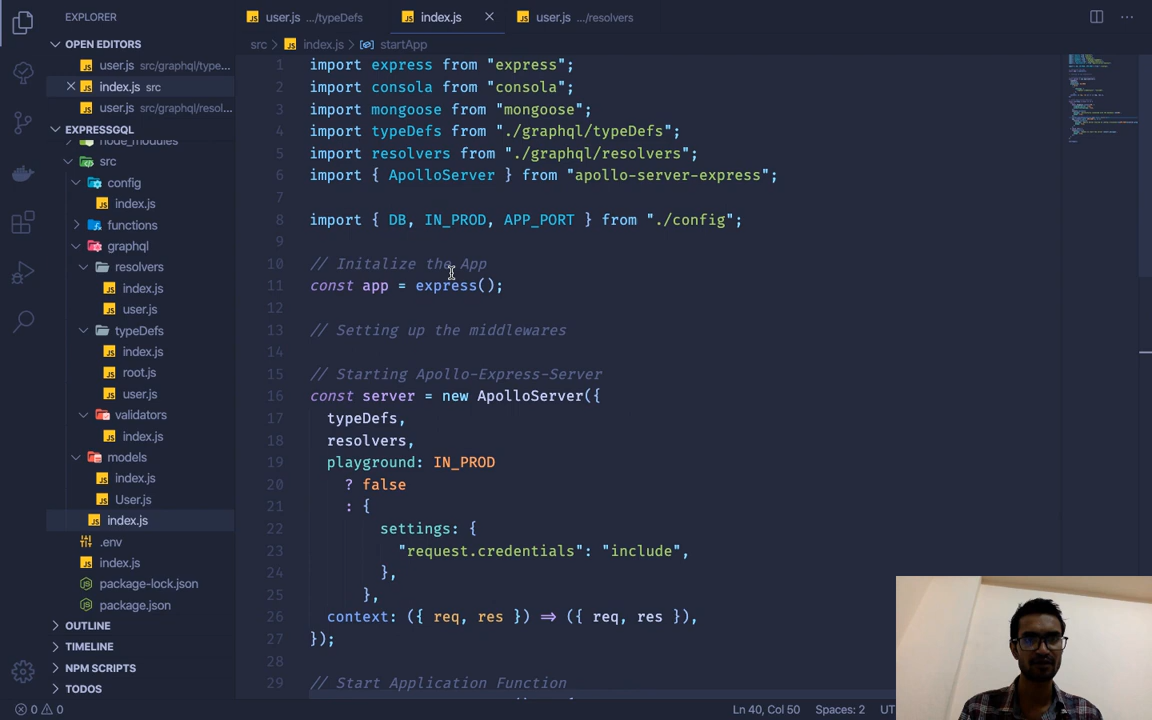 EXPLORER
OPEN EDITORS
user.js src/graphql/type...
index.js src
user.js src/graphql/resol...
EXPRESSGQL
node_modules
src
config
index.js
functions
graphql
resolvers
index.js
user.js
typeDefs
index.js
root.js
user.js
validators
index.js
models
index.js
User.js
index.js
.env
index.js
package-lock.json
package.json
OUTLINE
TIMELINE
NPM SCRIPTS
TODOS
user.js .../typeDefs
index.js
user.js .../resolvers
src > index.js > startApp
1 import express from "express";
2 import consola from "consola";
3 import mongoose from "mongoose";
4 import typeDefs from "./graphql/typeDefs";
5 import resolvers from "./graphql/resolvers";
6 import { ApolloServer } from "apollo-server-express";
7
8 import { DB, IN_PROD, APP_PORT } from "./config";
9
10 // Initalize the App
11 const app = express();
12
13 // Setting up the middlewares
14
15 // Starting Apollo-Express-Server
16 const server = new ApolloServer({
17 typeDefs,
18 resolvers,
19 playground: IN_PROD
20 ? false
21 : {
22 settings: {
23 "request.credentials": "include",
24 },
25 },
26 context: ({ req, res }) => ({ req, res }),
27 });
28
29 // Start Application Function
0 0
Ln 40, Col 50 Spaces: 2